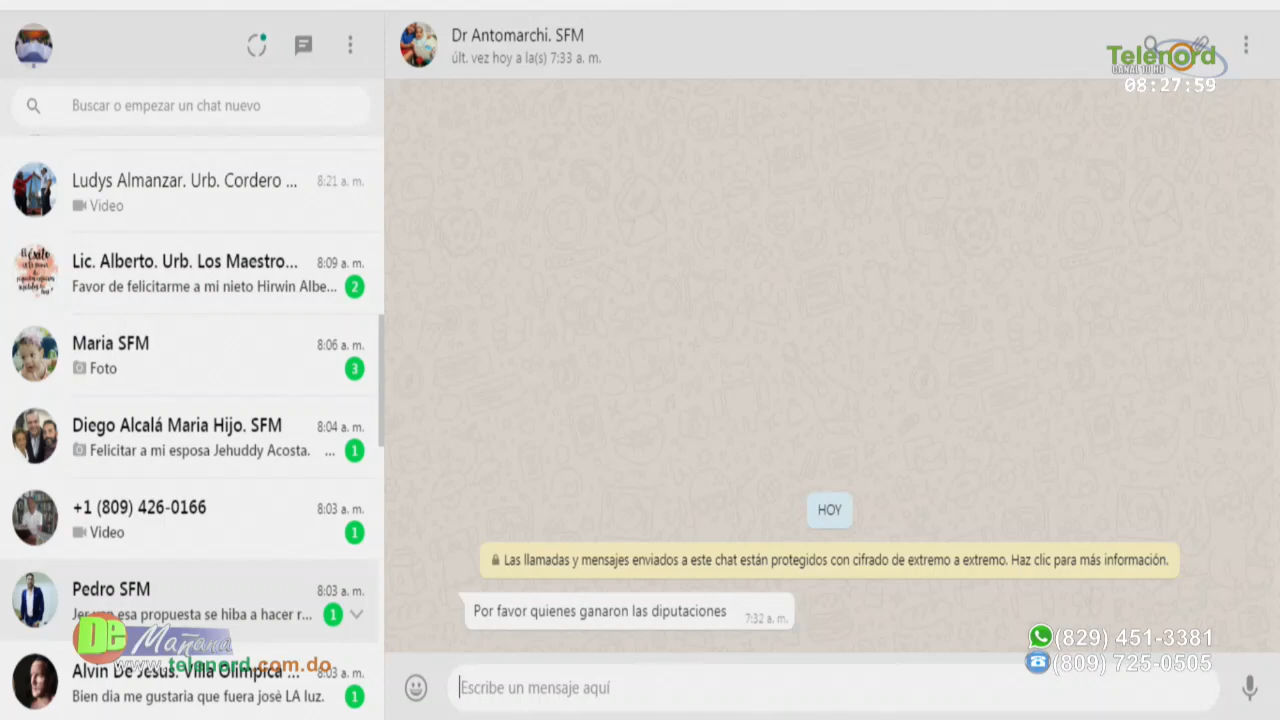 Dr Antomarchi. SFM
últ. vez hoy a la(s) 7:33 a. m.
Telenord
CANAL 10 HD
08:27:59
Buscar o empezar un chat nuevo
Ludys Almanzar. Urb. Cordero ...
8:21 a. m.
Video
Lic. Alberto. Urb. Los Maestro...
8:09 a. m.
Favor de felicitarme a mi nieto Hirwin Albe...
2
Maria SFM
8:06 a. m.
Foto
3
Diego Alcalá Maria Hijo. SFM
8:04 a. m.
Felicitar a mi esposa Jehuddy Acosta. ...
1
+1 (809) 426-0166
8:03 a. m.
Video
1
Pedro SFM
8:03 a. m.
esa propuesta se hiba a hacer r...
1
De Mañana
www.telenord.com.do
Alvin De Jesus. Villa Olimpica ...
8:03 a. m.
Bien dia me gustaria que fuera josè LA luz.
1
HOY
Las llamadas y mensajes enviados a este chat están protegidos con cifrado de extremo a extremo. Haz clic para más información.
Por favor quienes ganaron las diputaciones
7:32 a. m.
(829) 451-3381
(809) 725-0505
Escribe un mensaje aquí